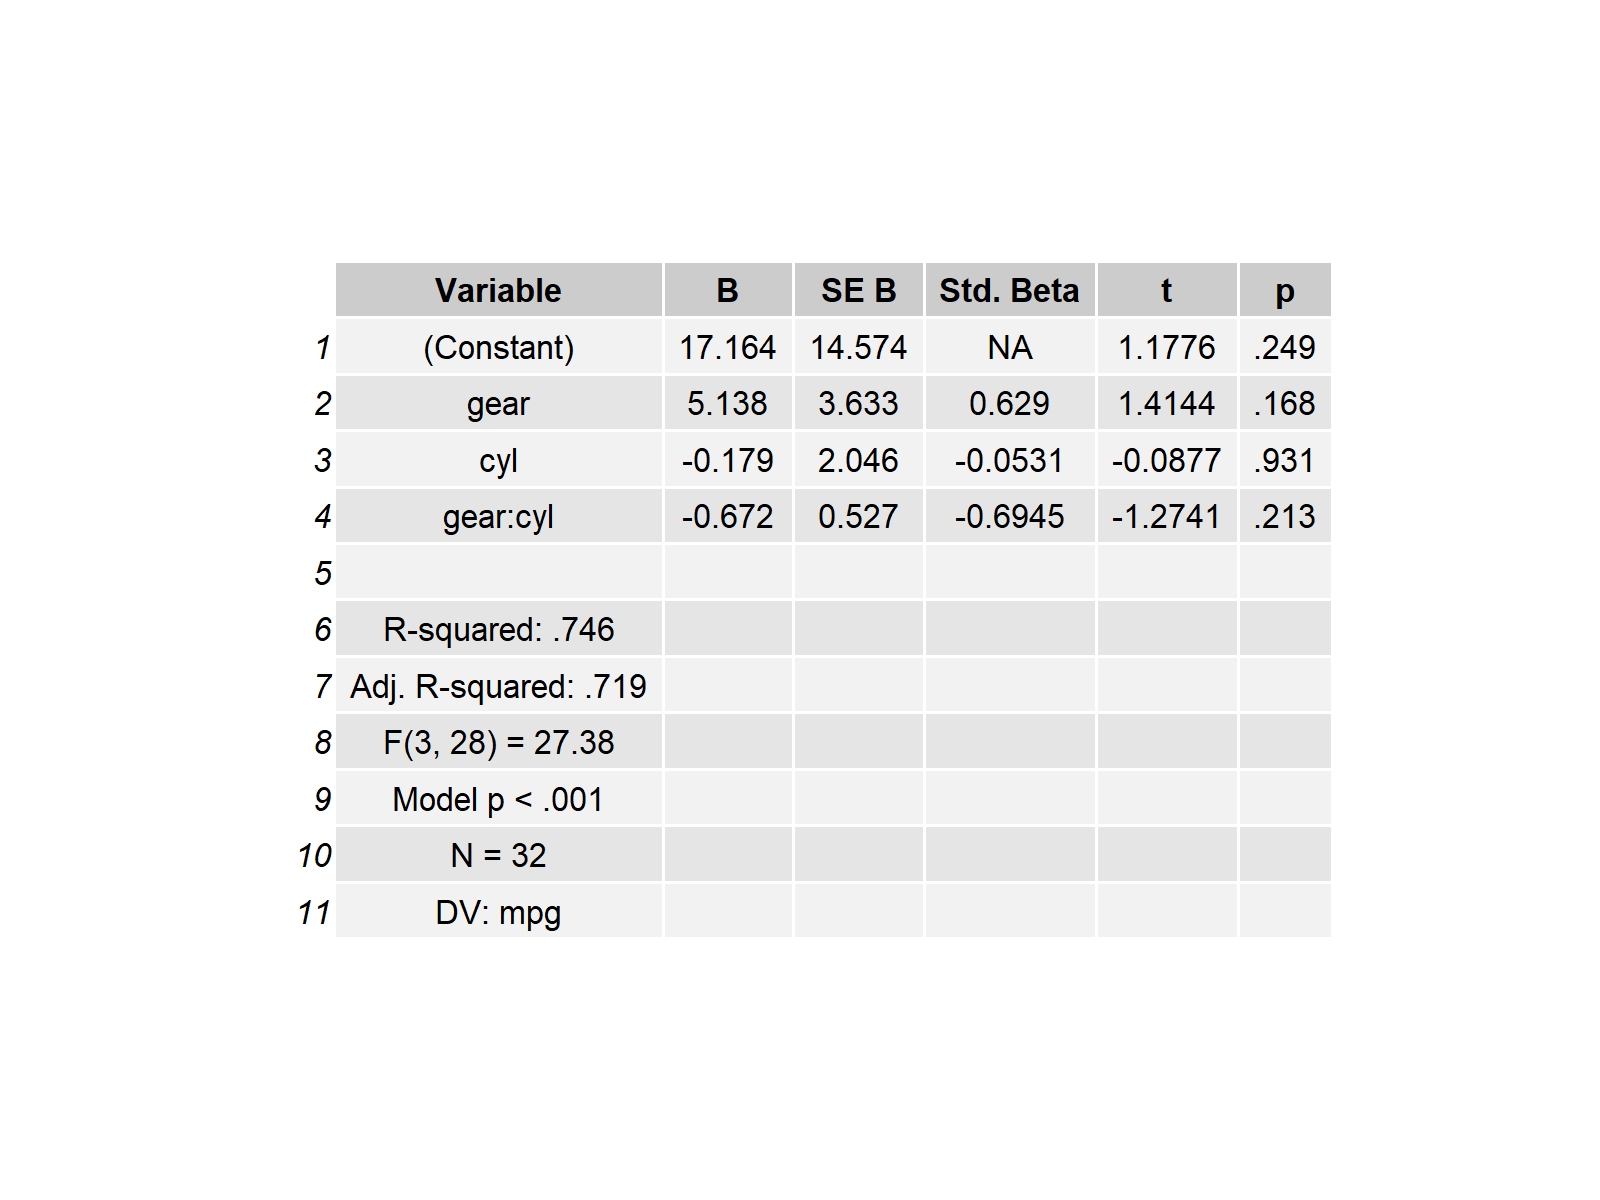 Variable B SE B Std. Beta t p
1 (Constant) 17.164 14.574 NA 1.1776 .249
2 gear 5.138 3.633 0.629 1.4144 .168
3 cyl -0.179 2.046 -0.0531 -0.0877 .931
4 gear:cyl -0.672 0.527 -0.6945 -1.2741 .213
5
6 R-squared: .746
7 Adj. R-squared: .719
8 F(3, 28) = 27.38
9 Model p < .001
10 N = 32
11 DV: mpg